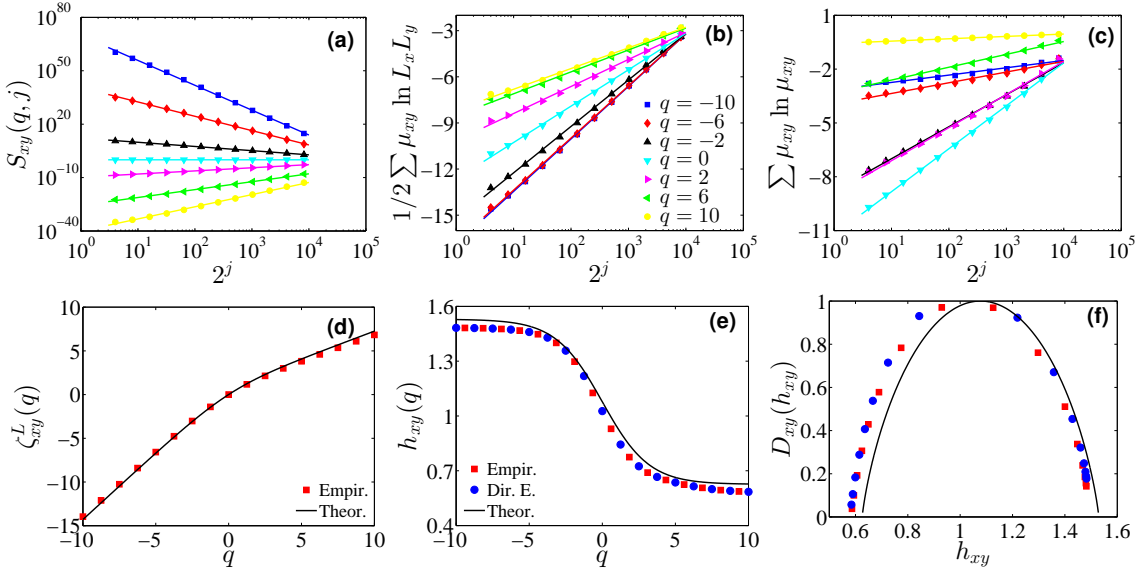 10^80
10^50
10^20
10^-10
10^-40
S_xy(q, j)
(a)
10^0 10^1 10^2 10^3 10^4 10^5
2^j
-3
-6
-9
-12
-15
1/2 ∑ μ_xy ln L_x L_y
(b)
q = −10
q = −6
q = −2
q = 0
q = 2
q = 6
q = 10
10^0 10^1 10^2 10^3 10^4 10^5
2^j
1
-2
-5
-8
-11
∑ μ_xy ln μ_xy
(c)
10^0 10^1 10^2 10^3 10^4 10^5
2^j
10
5
0
−5
−10
−15
ζ^L_xy(q)
(d)
Empir.
Theor.
−10 −5 0 5 10
q
1.6
1.3
1
0.7
0.4
h_xy(q)
(e)
Empir.
Dir. E.
Theor.
−10 −5 0 5 10
q
1
0.8
0.6
0.4
0.2
0
D_xy(h_xy)
(f)
0.6 0.8 1 1.2 1.4 1.6
h_xy